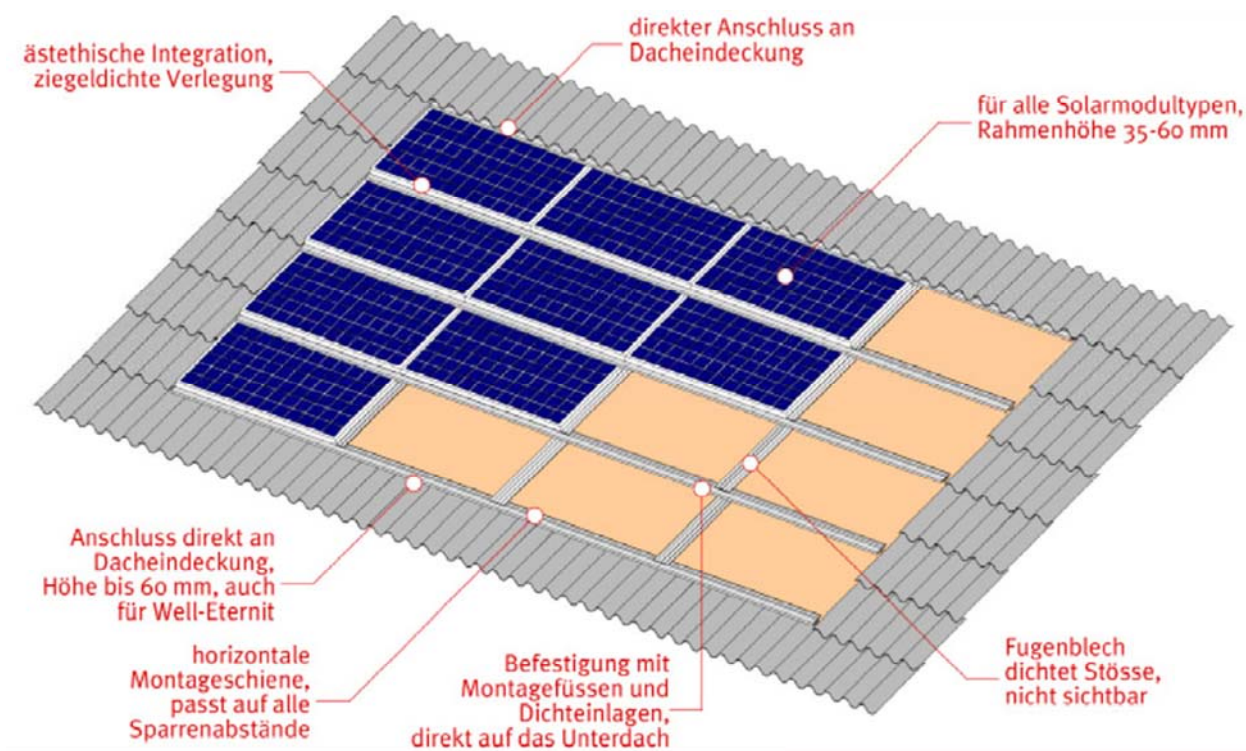 ästethische Integration,
ziegeldichte Verlegung
direkter Anschluss an
Dacheindeckung
für alle Solarmodultypen,
Rahmenhöhe 35-60 mm
Anschluss direkt an
Dacheindeckung,
Höhe bis 60 mm, auch
für Well-Eternit
horizontale
Montageschiene,
passt auf alle
Sparrenabstände
Befestigung mit
Montagefüssen und
Dichteinlagen,
direkt auf das Unterdach
Fugenblech
dichtet Stösse,
nicht sichtbar